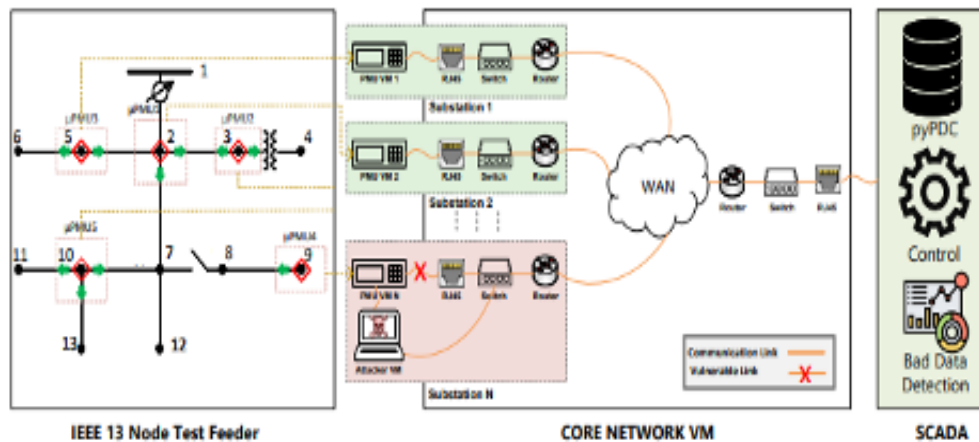 1
μPMU3
μPMU2
6
5
2
3
4
μPMU5
μPMU4
11
10
7
8
9
13
12
IEEE 13 Node Test Feeder
PMU VM 1
RJ45
Switch
Router
Substation 1
PMU VM 2
RJ45
Switch
Router
Substation 2
PMU VM N
RJ45
Switch
Router
Attacker VM
Substation N
WAN
Router
Switch
RJ45
Communication Link
Vulnerable Link
CORE NETWORK VM
pyPDC
Control
Bad Data
Detection
SCADA